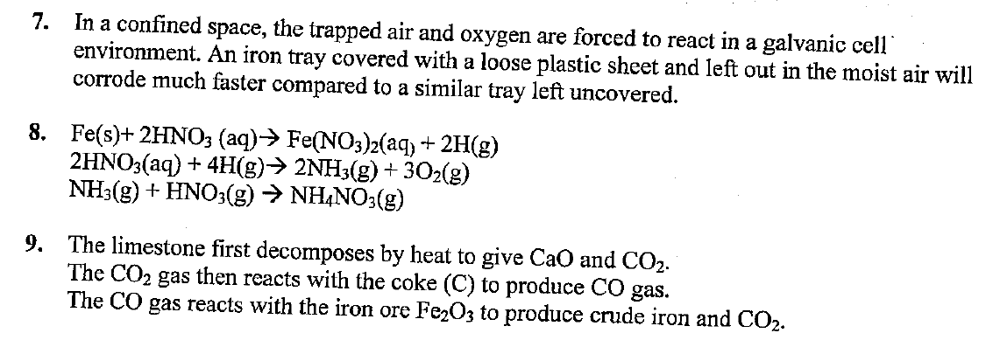 7. In a confined space, the trapped air and oxygen are forced to react in a galvanic cell
environment. An iron tray covered with a loose plastic sheet and left out in the moist air will
corrode much faster compared to a similar tray left uncovered.
8. Fe(s)+ 2HNO₃ (aq)→ Fe(NO₃)₂(aq) + 2H(g)
2HNO₃(aq) + 4H(g)→ 2NH₃(g) + 3O₂(g)
NH₃(g) + HNO₃(g) → NH₄NO₃(g)
9. The limestone first decomposes by heat to give CaO and CO₂.
The CO₂ gas then reacts with the coke (C) to produce CO gas.
The CO gas reacts with the iron ore Fe₂O₃ to produce crude iron and CO₂.